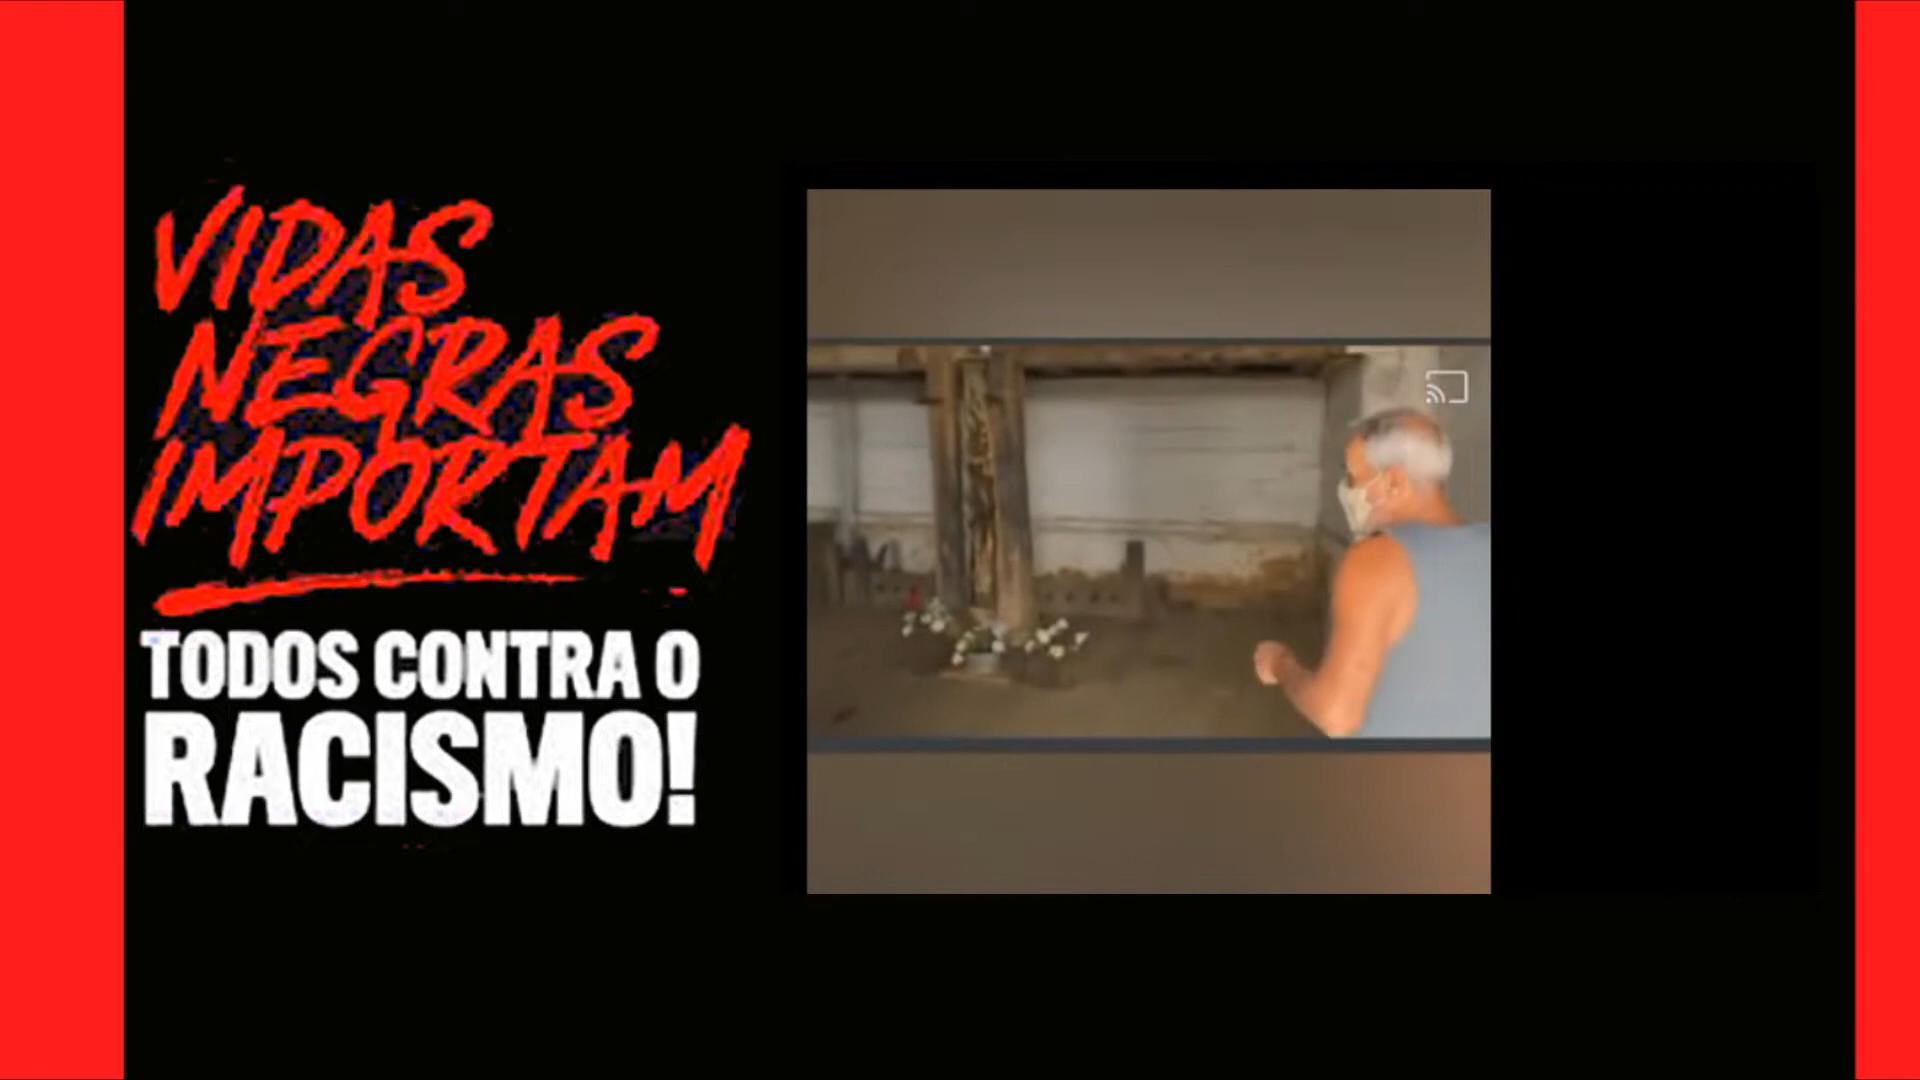 VIDAS
NEGRAS
IMPORTAM
TODOS CONTRA O
RACISMO!